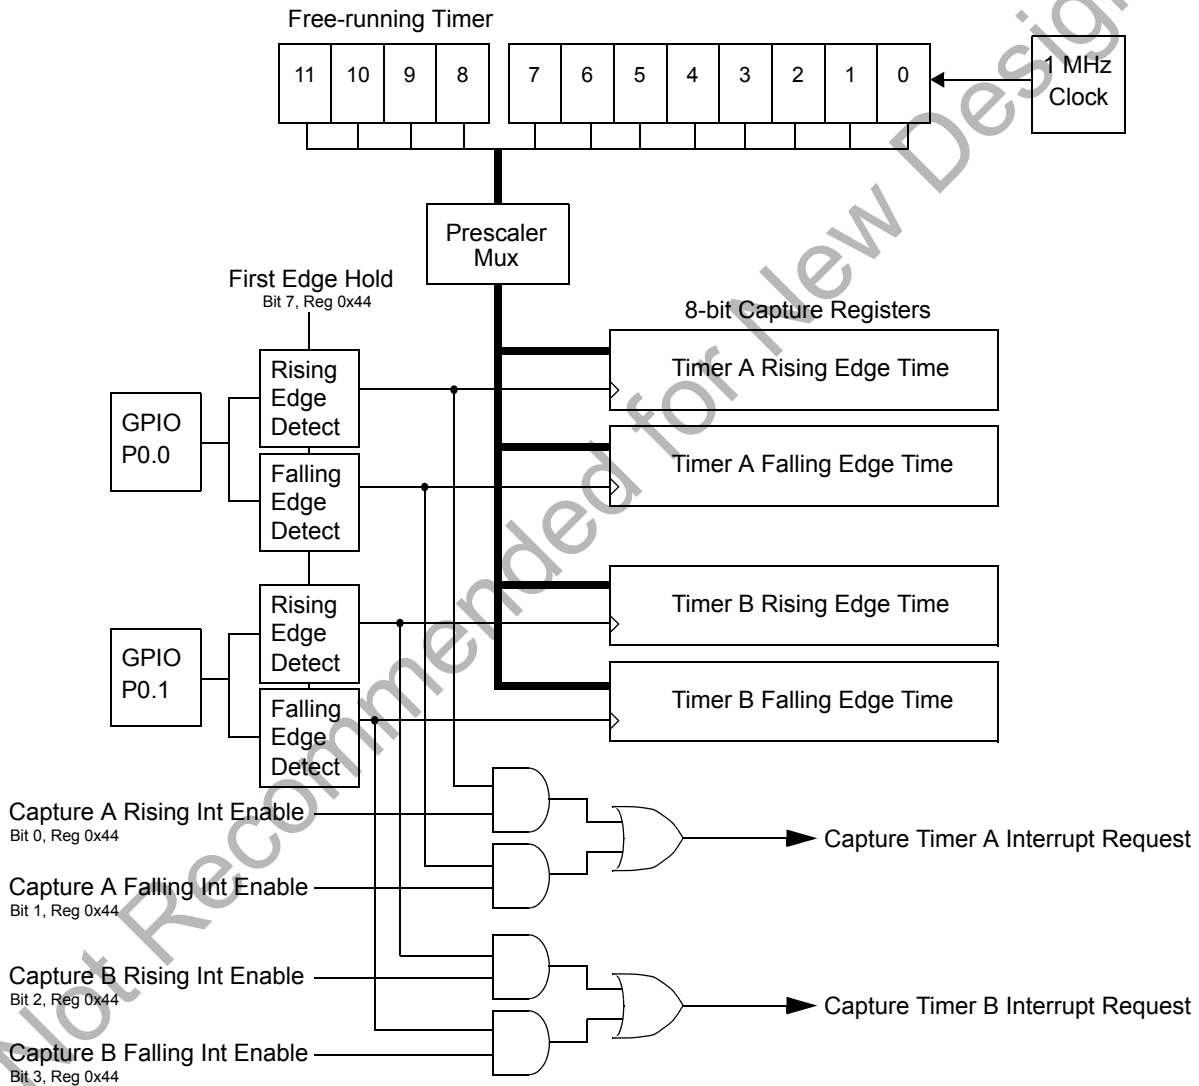 Free-running Timer
11 10 9 8 7 6 5 4 3 2 1 0
1 MHz
Clock
Prescaler
Mux
First Edge Hold
Bit 7, Reg 0x44
8-bit Capture Registers
Rising
Edge
Detect
Timer A Rising Edge Time
GPIO
P0.0
Falling
Edge
Detect
Timer A Falling Edge Time
Rising
Edge
Detect
Timer B Rising Edge Time
GPIO
P0.1
Falling
Edge
Detect
Timer B Falling Edge Time
Capture A Rising Int Enable
Bit 0, Reg 0x44
Capture Timer A Interrupt Request
Capture A Falling Int Enable
Bit 1, Reg 0x44
Capture B Rising Int Enable
Bit 2, Reg 0x44
Capture Timer B Interrupt Request
Capture B Falling Int Enable
Bit 3, Reg 0x44
Not Recommended for New Design